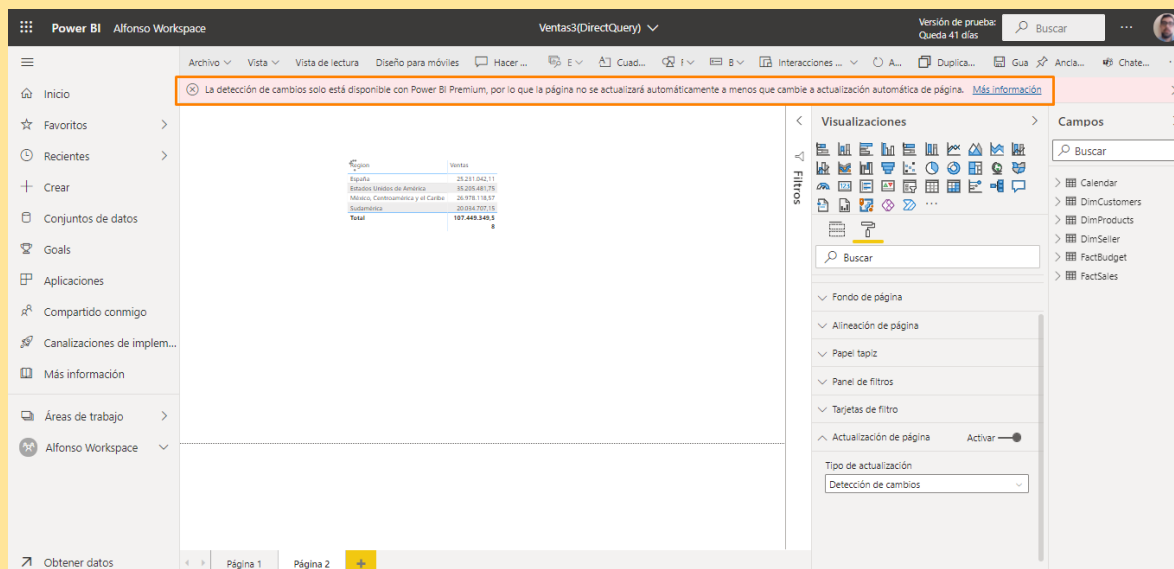 Power BI Alfonso Workspace
Ventas3(DirectQuery)
Versión de prueba:
Queda 41 días
Buscar
Archivo Vista Vista de lectura Diseño para móviles Hacer ... E Cuad... B Interacciones ... A... Duplica... Gua Ancla... Chate...
La detección de cambios solo está disponible con Power BI Premium, por lo que la página no se actualizará automáticamente a menos que cambie a actualización automática de página. Más información
Inicio
Favoritos
Recientes
Crear
Conjuntos de datos
Goals
Aplicaciones
Compartido conmigo
Canalizaciones de implem...
Más información
Áreas de trabajo
Alfonso Workspace
Obtener datos
Region Ventas
España 25.231.042,11
Estados Unidos de América 35.205.481,75
México, Centroamérica y el Caribe 26.978.118,57
Sudamérica 20.034.707,15
Total 107.449.349,5
8
Página 1 Página 2 +
Filtros
Visualizaciones
Buscar
Fondo de página
Alineación de página
Papel tapiz
Panel de filtros
Tarjetas de filtro
Actualización de página Activar
Tipo de actualización
Detección de cambios
Campos
Buscar
Calendar
DimCustomers
DimProducts
DimSeller
FactBudget
FactSales